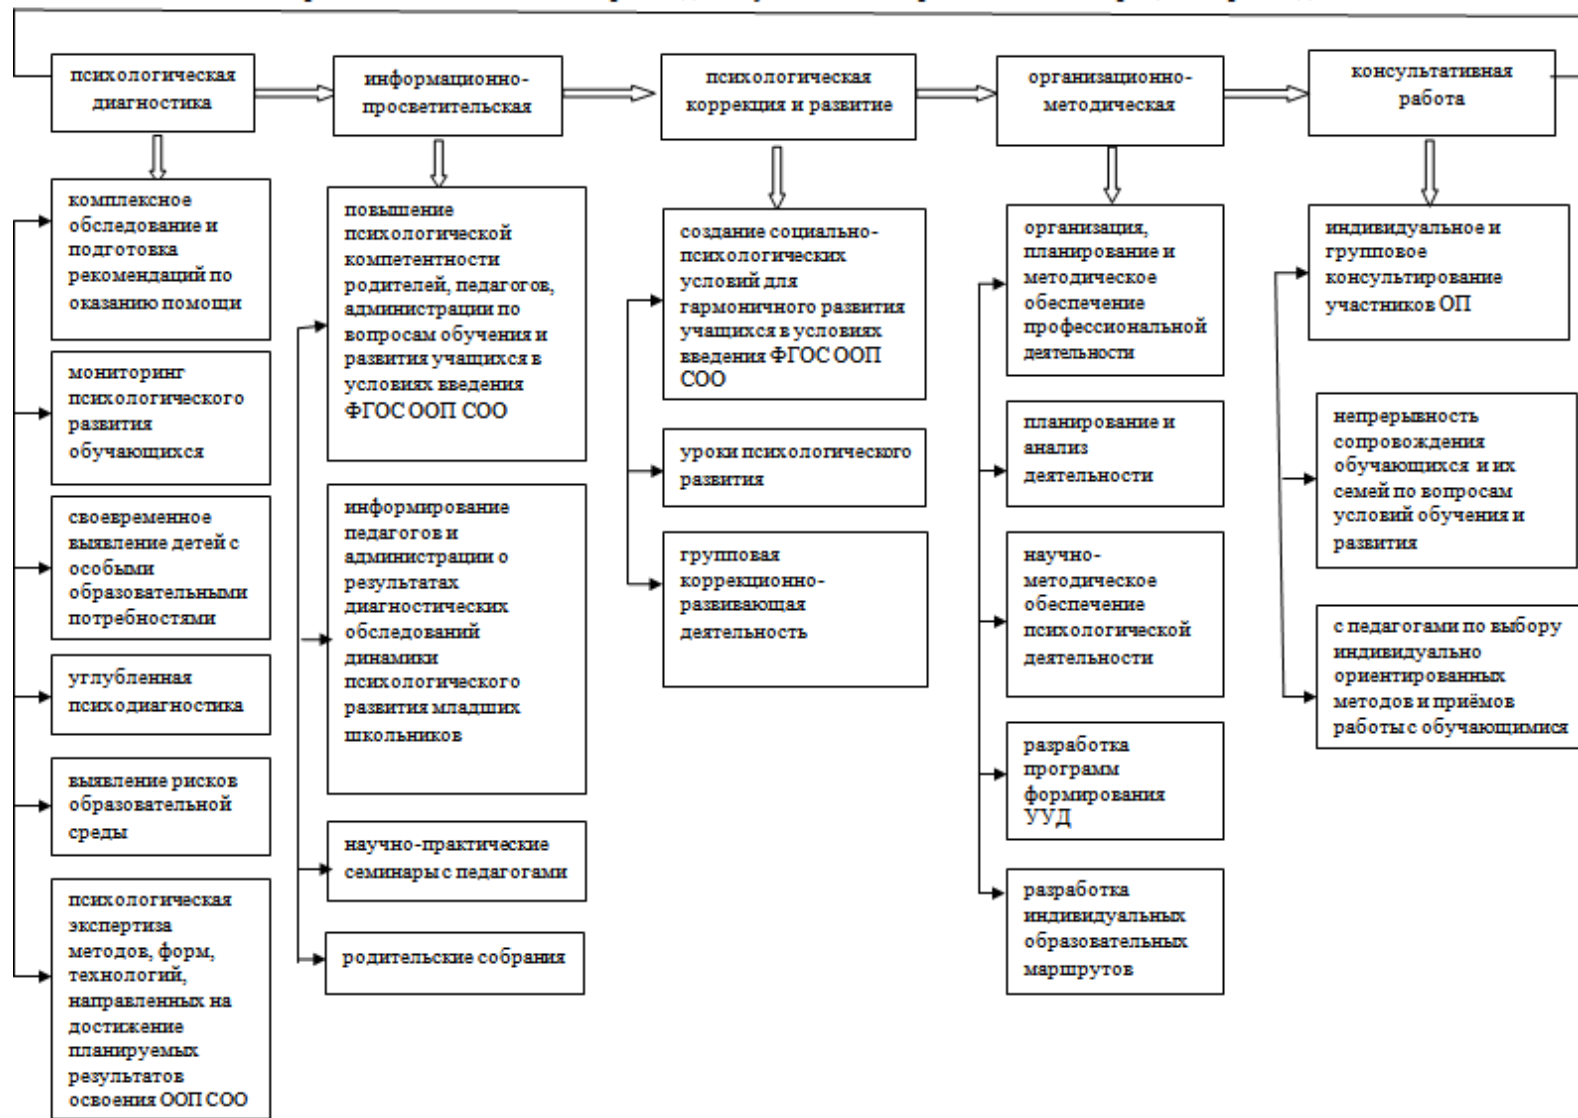 психологическая
диагностика
информационно-
просветительская
психологическая
коррекция и развитие
организационно-
методическая
консультативная
работа
комплексное
обследование и
подготовка
рекомендаций по
оказанию помощи
мониторинг
психологического
развития
обучающихся
своевременное
выявление детей с
особыми
образовательными
потребностями
углубленная
психодиагностика
выявление рисков
образовательной
среды
психологическая
экспертиза
методов, форм,
технологий,
направленных на
достижение
планируемых
результатов
освоения ООП СОО
повышение
психологической
компетентности
родителей, педагогов,
администрации по
вопросам обучения и
развития учащихся в
условиях введения
ФГОС ООП СОО
информирование
педагогов и
администрации о
результатах
диагностических
обследований
динамики
психологического
развития младших
школьников
научно-практические
семинары с педагогами
родительские собрания
создание социально-
психологических
условий для
гармоничного развития
учащихся в условиях
введения ФГОС ООП
СОО
уроки психологического
развития
групповая
коррекционно-
развивающая
деятельность
организация,
планирование и
методическое
обеспечение
профессиональной
деятельности
планирование и
анализ
деятельности
научно-
методическое
обеспечение
психологической
деятельности
разработка
программ
формирования
УУД
разработка
индивидуальных
образовательных
маршрутов
индивидуальное и
групповое
консультирование
участников ОП
непрерывность
сопровождения
обучающихся и их
семей по вопросам
условий обучения и
развития
с педагогами по выбору
индивидуально
ориентированных
методов и приёмов
работы с обучающимися